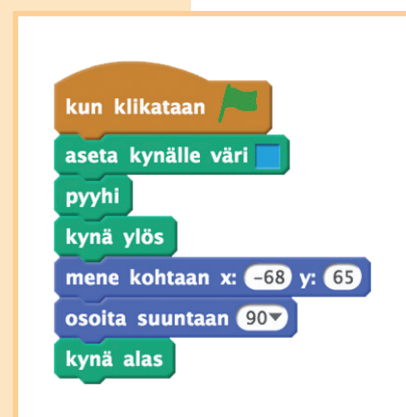 kun klikataan
aseta kynälle väri
pyyhi
kynä ylös
mene kohtaan x: -68 y: 65
osoita suuntaan 90
kynä alas